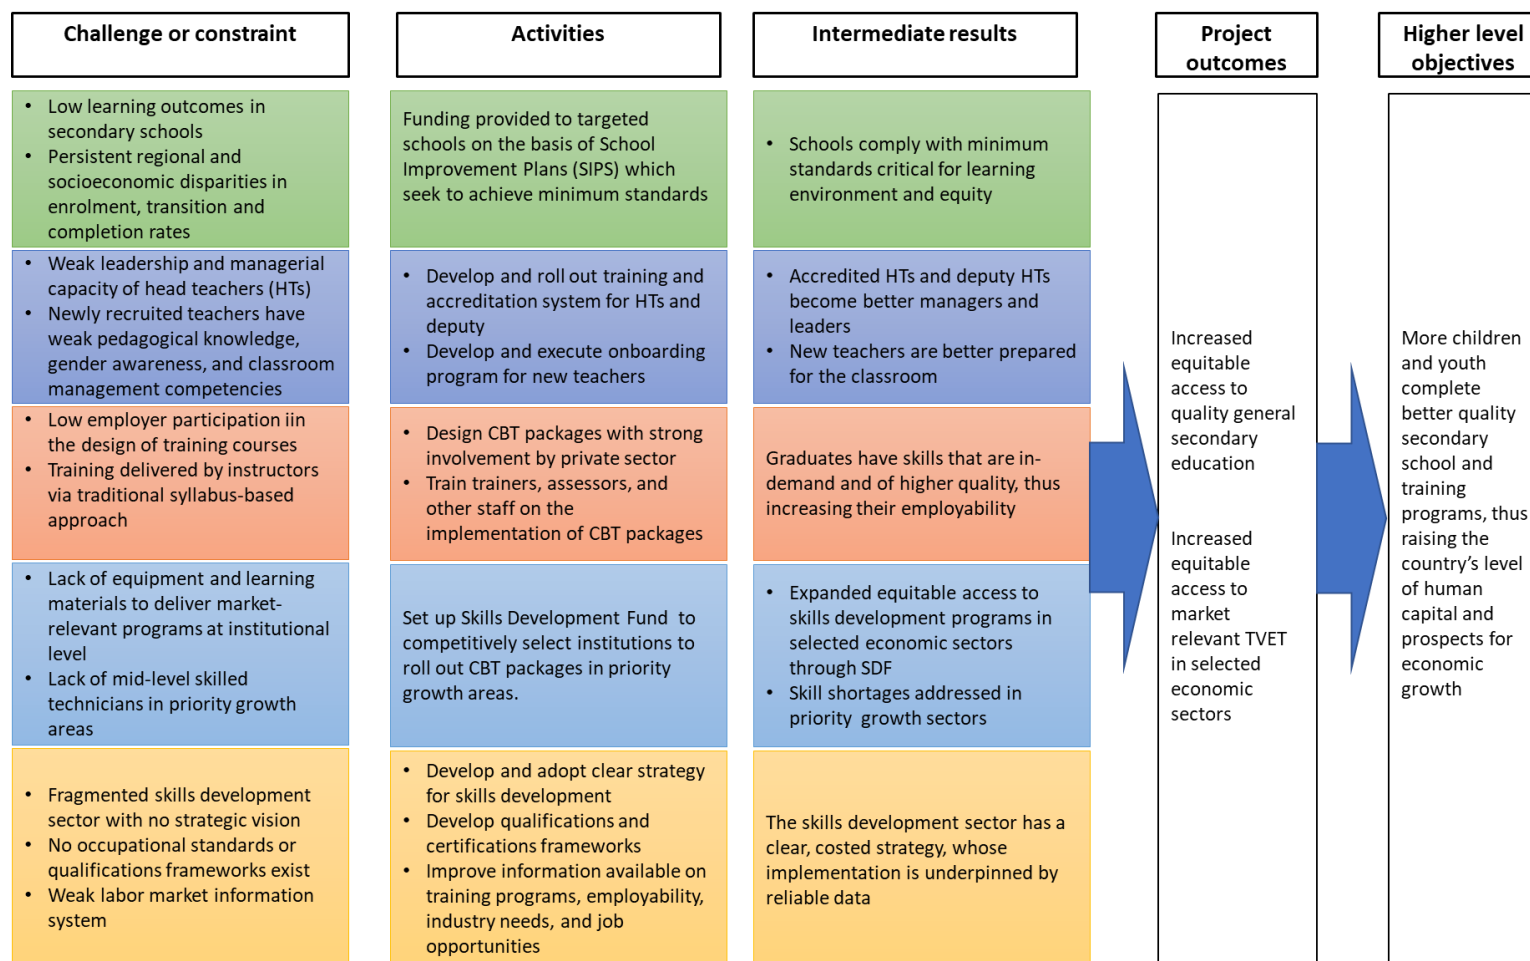 Challenge or constraint
Activities
Intermediate results
Project
outcomes
Higher level
objectives
• Low learning outcomes in
secondary schools
• Persistent regional and
socioeconomic disparities in
enrolment, transition and
completion rates
Funding provided to targeted
schools on the basis of School
Improvement Plans (SIPS) which
seek to achieve minimum standards
• Schools comply with minimum
standards critical for learning
environment and equity
• Weak leadership and managerial
capacity of head teachers (HTs)
• Newly recruited teachers have
weak pedagogical knowledge,
gender awareness, and classroom
management competencies
• Develop and roll out training and
accreditation system for HTs and
deputy
• Develop and execute onboarding
program for new teachers
• Accredited HTs and deputy HTs
become better managers and
leaders
• New teachers are better prepared
for the classroom
• Low employer participation iin
the design of training courses
• Training delivered by instructors
via traditional syllabus-based
approach
• Design CBT packages with strong
involvement by private sector
• Train trainers, assessors, and
other staff on the
implementation of CBT packages
Graduates have skills that are in-
demand and of higher quality, thus
increasing their employability
• Lack of equipment and learning
materials to deliver market-
relevant programs at institutional
level
• Lack of mid-level skilled
technicians in priority growth
areas
Set up Skills Development Fund to
competitively select institutions to
roll out CBT packages in priority
growth areas.
• Expanded equitable access to
skills development programs in
selected economic sectors
through SDF
• Skill shortages addressed in
priority growth sectors
• Fragmented skills development
sector with no strategic vision
• No occupational standards or
qualifications frameworks exist
• Weak labor market information
system
• Develop and adopt clear strategy
for skills development
• Develop qualifications and
certifications frameworks
• Improve information available on
training programs, employability,
industry needs, and job
opportunities
The skills development sector has a
clear, costed strategy, whose
implementation is underpinned by
reliable data
Increased
equitable
access to
quality general
secondary
education
Increased
equitable
access to
market
relevant TVET
in selected
economic
sectors
More children
and youth
complete
better quality
secondary
school and
training
programs, thus
raising the
country's level
of human
capital and
prospects for
economic
growth